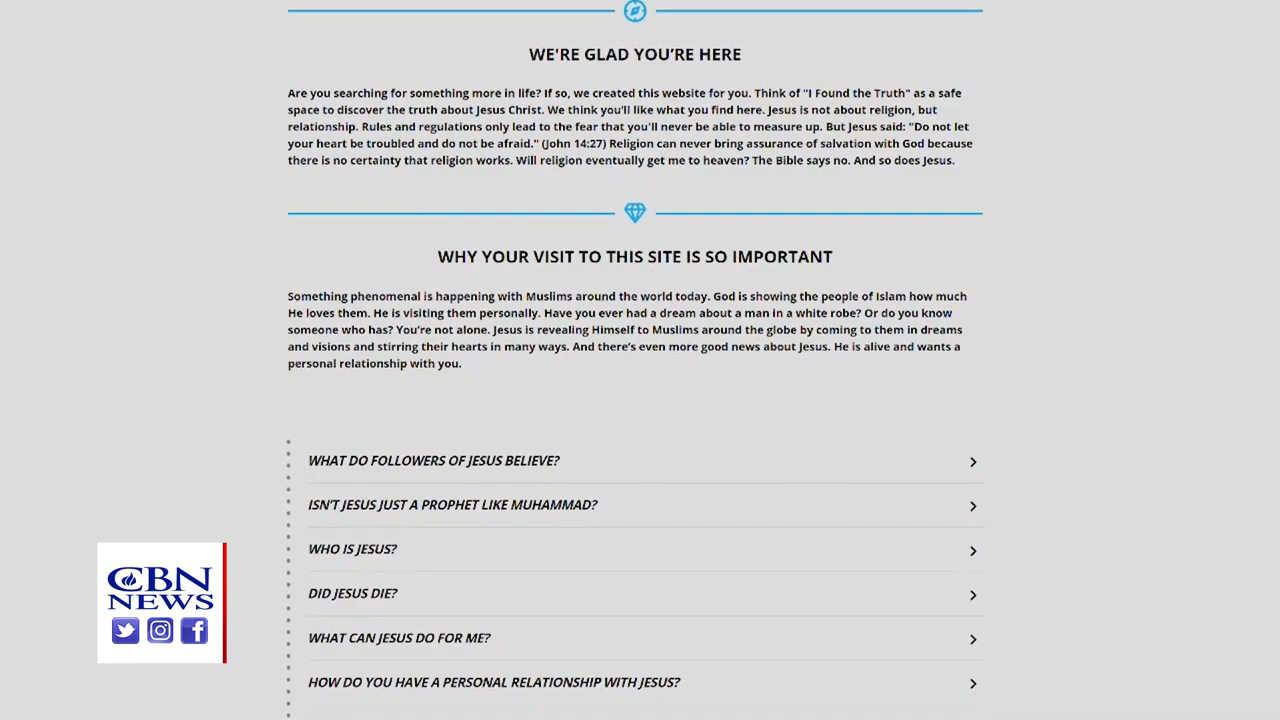 WE'RE GLAD YOU'RE HERE
Are you searching for something more in life? If so, we created this website for you. Think of "I Found the Truth" as a safe
space to discover the truth about Jesus Christ. We think you'll like what you find here. Jesus is not about religion, but
relationship. Rules and regulations only lead to the fear that you'll never be able to measure up. But Jesus said: "Do not let
your heart be troubled and do not be afraid." (John 14:27) Religion can never bring assurance of salvation with God because
there is no certainty that religion works. Will religion eventually get me to heaven? The Bible says no. And so does Jesus.
WHY YOUR VISIT TO THIS SITE IS SO IMPORTANT
Something phenomenal is happening with Muslims around the world today. God is showing the people of Islam how much
He loves them. He is visiting them personally. Have you ever had a dream about a man in a white robe? Or do you know
someone who has? You're not alone. Jesus is revealing Himself to Muslims around the globe by coming to them in dreams
and visions and stirring their hearts in many ways. And there's even more good news about Jesus. He is alive and wants a
personal relationship with you.
WHAT DO FOLLOWERS OF JESUS BELIEVE?
ISN'T JESUS JUST A PROPHET LIKE MUHAMMAD?
WHO IS JESUS?
DID JESUS DIE?
WHAT CAN JESUS DO FOR ME?
HOW DO YOU HAVE A PERSONAL RELATIONSHIP WITH JESUS?
CBN
NEWS